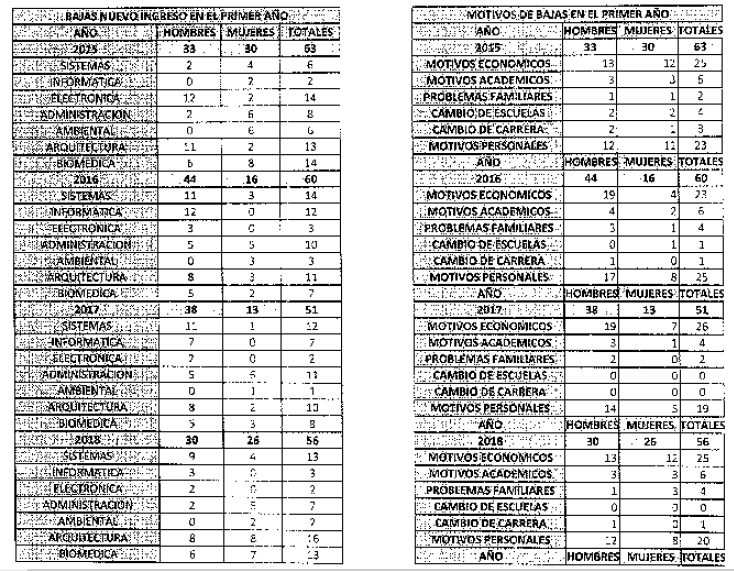 BAJAS NUEVO INGRESO EN EL PRIMER AÑO
AÑO HOMBRES MUJERES TOTALES
2015 33 30 63
SISTEMAS 2 4 6
INFORMATICA 0 2 2
ELECTRONICA 12 2 14
ADMINISTRACION 2 6 8
AMBIENTAL 0 6 6
ARQUITECTURA 11 2 13
BIOMEDICA 6 8 14
2016 44 16 60
SISTEMAS 11 3 14
INFORMATICA 12 0 12
ELECTRONICA 3 0 3
ADMINISTRACION 5 5 10
AMBIENTAL 0 3 3
ARQUITECTURA 8 3 11
BIOMEDICA 5 2 7
2017 38 13 51
SISTEMAS 11 1 12
INFORMATICA 7 0 7
ELECTRONICA 2 0 2
ADMINISTRACION 5 6 11
AMBIENTAL 0 1 1
ARQUITECTURA 8 2 10
BIOMEDICA 5 3 8
2018 30 26 56
SISTEMAS 9 4 13
INFORMATICA 3 0 3
ELECTRONICA 2 0 2
ADMINISTRACION 2 5 7
AMBIENTAL 0 2 2
ARQUITECTURA 8 8 16
BIOMEDICA 6 7 13
MOTIVOS DE BAJAS EN EL PRIMER AÑO
AÑO HOMBRES MUJERES TOTALES
2015 33 30 63
MOTIVOS ECONOMICOS 13 12 25
MOTIVOS ACADEMICOS 3 3 6
PROBLEMAS FAMILIARES 1 1 2
CAMBIO DE ESCUELAS 2 2 4
CAMBIO DE CARRERA 2 1 3
MOTIVOS PERSONALES 12 11 23
AÑO HOMBRES MUJERES TOTALES
2016 44 16 60
MOTIVOS ECONOMICOS 19 4 23
MOTIVOS ACADEMICOS 4 2 6
PROBLEMAS FAMILIARES 3 1 4
CAMBIO DE ESCUELAS 0 1 1
CAMBIO DE CARRERA 1 0 1
MOTIVOS PERSONALES 17 8 25
AÑO HOMBRES MUJERES TOTALES
2017 38 13 51
MOTIVOS ECONOMICOS 19 7 26
MOTIVOS ACADEMICOS 3 1 4
PROBLEMAS FAMILIARES 2 0 2
CAMBIO DE ESCUELAS 0 0 0
CAMBIO DE CARRERA 0 0 0
MOTIVOS PERSONALES 14 5 19
AÑO HOMBRES MUJERES TOTALES
2018 30 26 56
MOTIVOS ECONOMICOS 13 12 25
MOTIVOS ACADEMICOS 3 3 6
PROBLEMAS FAMILIARES 1 3 4
CAMBIO DE ESCUELAS 0 0 0
CAMBIO DE CARRERA 1 0 1
MOTIVOS PERSONALES 12 8 20
AÑO HOMBRES MUJERES TOTALES